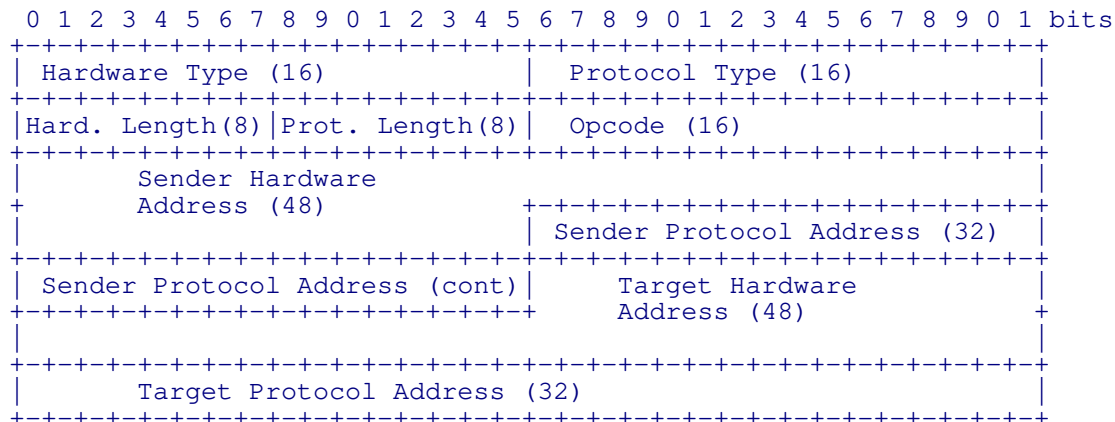 0 1 2 3 4 5 6 7 8 9 0 1 2 3 4 5 6 7 8 9 0 1 2 3 4 5 6 7 8 9 0 1 bits
+-+-+-+-+-+-+-+-+-+-+-+-+-+-+-+-+-+-+-+-+-+-+-+-+-+-+-+-+-+-+-+-+
| Hardware Type (16) | Protocol Type (16) |
+-+-+-+-+-+-+-+-+-+-+-+-+-+-+-+-+-+-+-+-+-+-+-+-+-+-+-+-+-+-+-+-+
|Hard. Length(8)|Prot. Length(8)| Opcode (16) |
+-+-+-+-+-+-+-+-+-+-+-+-+-+-+-+-+-+-+-+-+-+-+-+-+-+-+-+-+-+-+-+-+
| Sender Hardware |
+ Address (48) +-+-+-+-+-+-+-+-+-+-+-+-+-+-+-+-+
| | Sender Protocol Address (32) |
+-+-+-+-+-+-+-+-+-+-+-+-+-+-+-+-+-+-+-+-+-+-+-+-+-+-+-+-+-+-+-+-+
| Sender Protocol Address (cont)| Target Hardware |
+-+-+-+-+-+-+-+-+-+-+-+-+-+-+-+-+ Address (48) +
| |
+-+-+-+-+-+-+-+-+-+-+-+-+-+-+-+-+-+-+-+-+-+-+-+-+-+-+-+-+-+-+-+-+
| Target Protocol Address (32) |
+-+-+-+-+-+-+-+-+-+-+-+-+-+-+-+-+-+-+-+-+-+-+-+-+-+-+-+-+-+-+-+-+